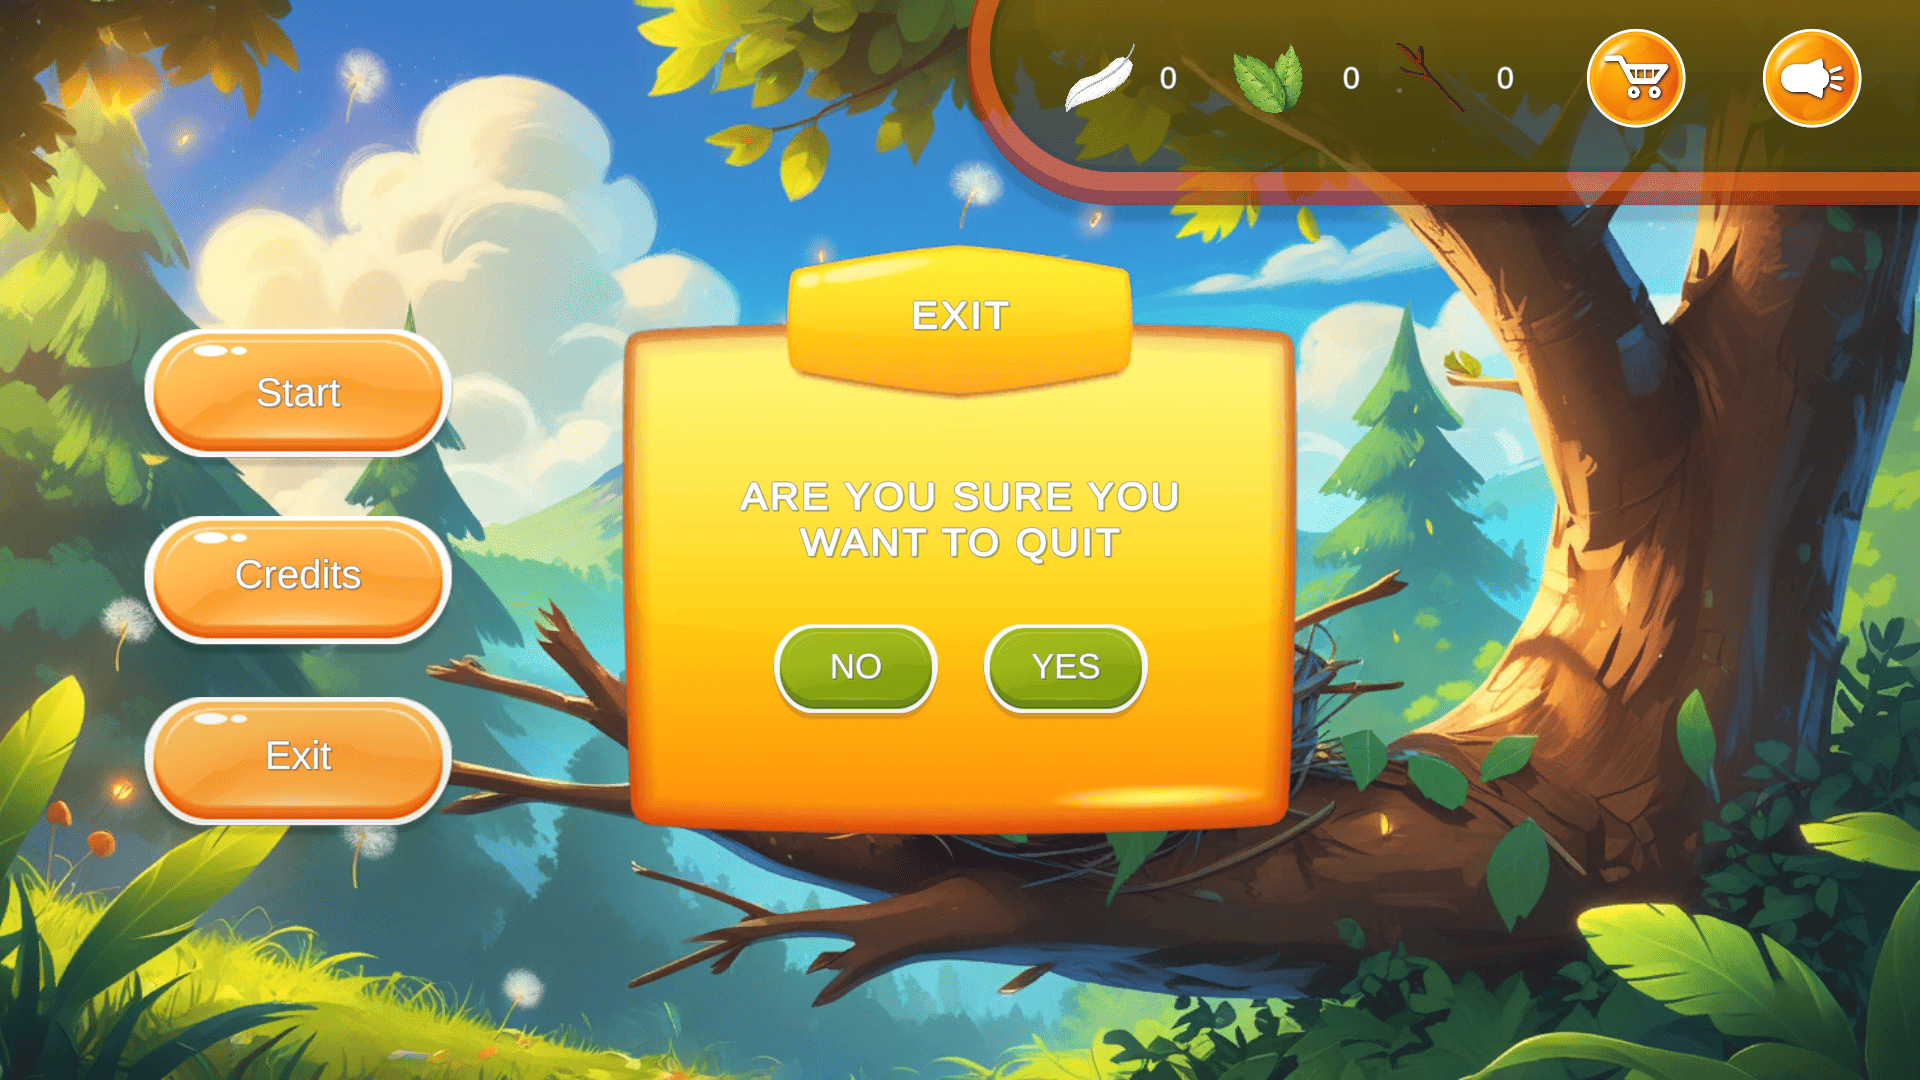 0 0 0
EXIT
ARE YOU SURE YOU
WANT TO QUIT
NO YES
Start
Credits
Exit